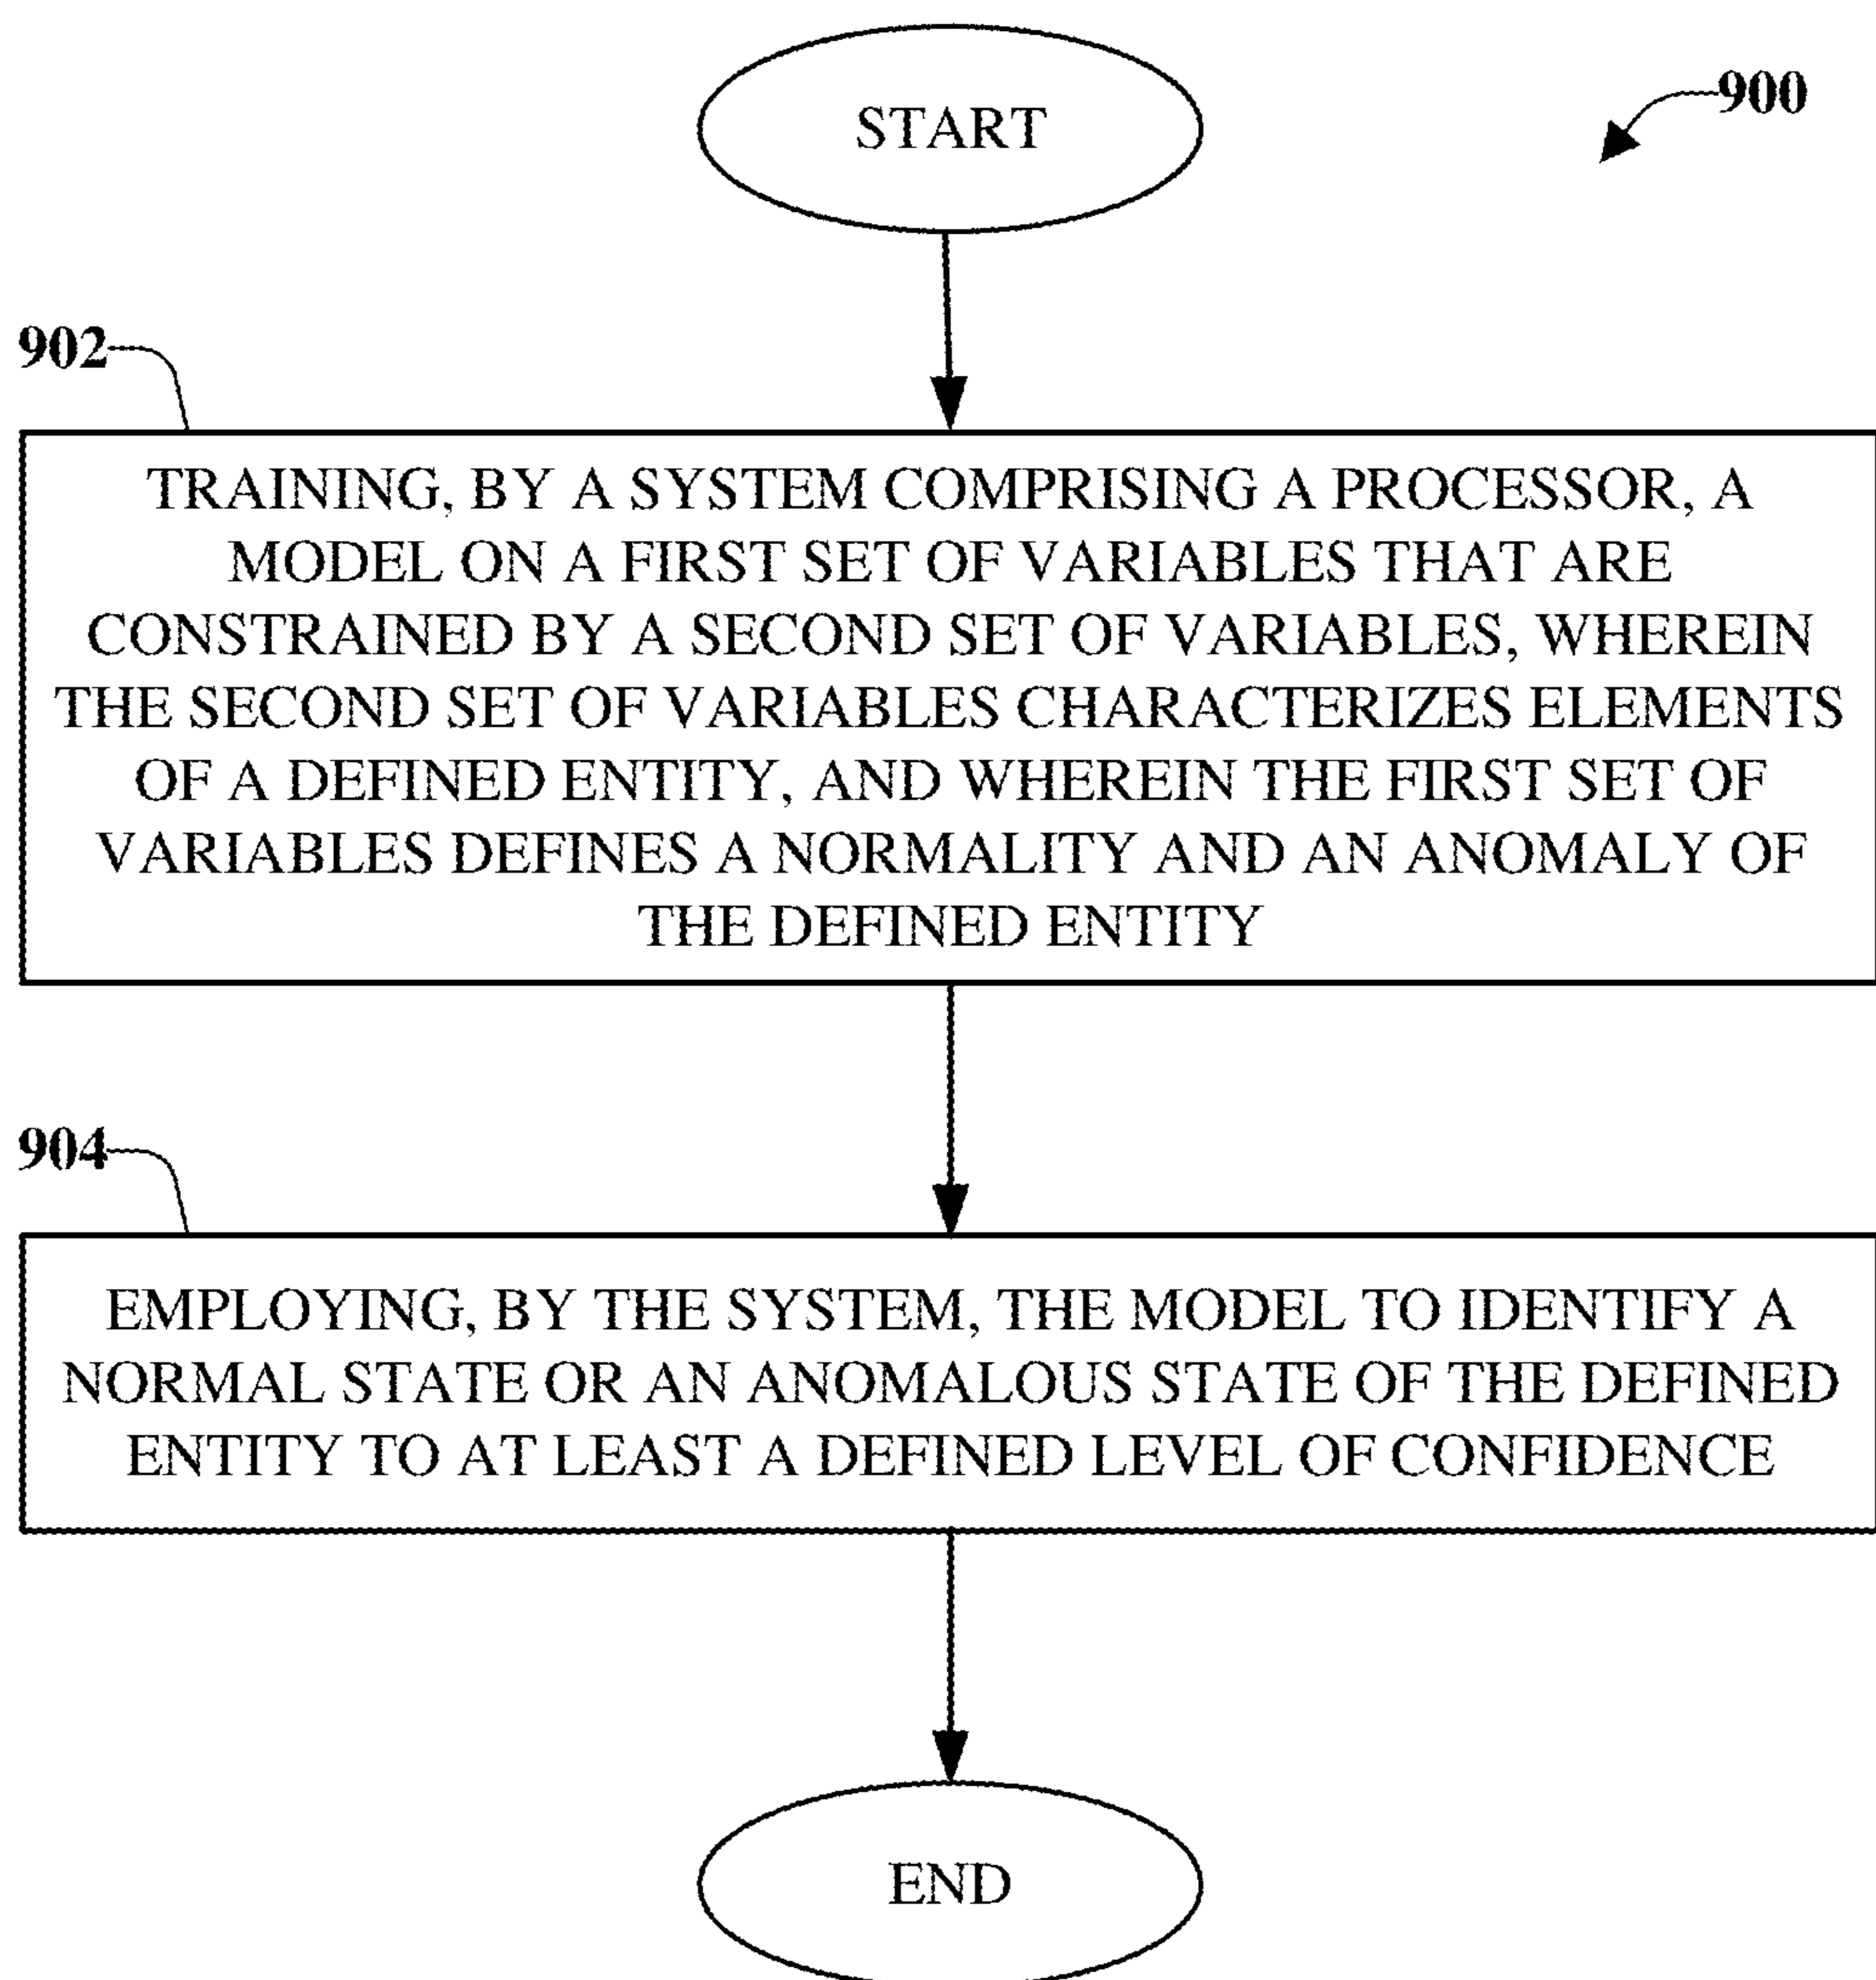 START
900
902
TRAINING, BY A SYSTEM COMPRISING A PROCESSOR, A
MODEL ON A FIRST SET OF VARIABLES THAT ARE
CONSTRAINED BY A SECOND SET OF VARIABLES, WHEREIN
THE SECOND SET OF VARIABLES CHARACTERIZES ELEMENTS
OF A DEFINED ENTITY, AND WHEREIN THE FIRST SET OF
VARIABLES DEFINES A NORMALITY AND AN ANOMALY OF
THE DEFINED ENTITY
904
EMPLOYING, BY THE SYSTEM, THE MODEL TO IDENTIFY A
NORMAL STATE OR AN ANOMALOUS STATE OF THE DEFINED
ENTITY TO AT LEAST A DEFINED LEVEL OF CONFIDENCE
END